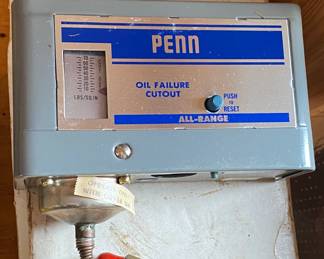 PENN
OIL FAILURE
CUTOUT
PUSH
TO
RESET
LBS/SQ.IN
ALL-RANGE